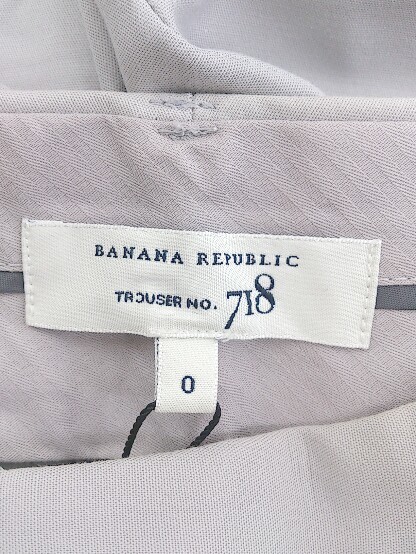 BANANA REPUBLIC
TROUSER NO. 718
0